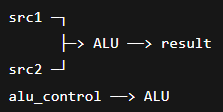 src1 ─┐
├─> ALU ──> result
src2 ─┘
alu_control ──> ALU